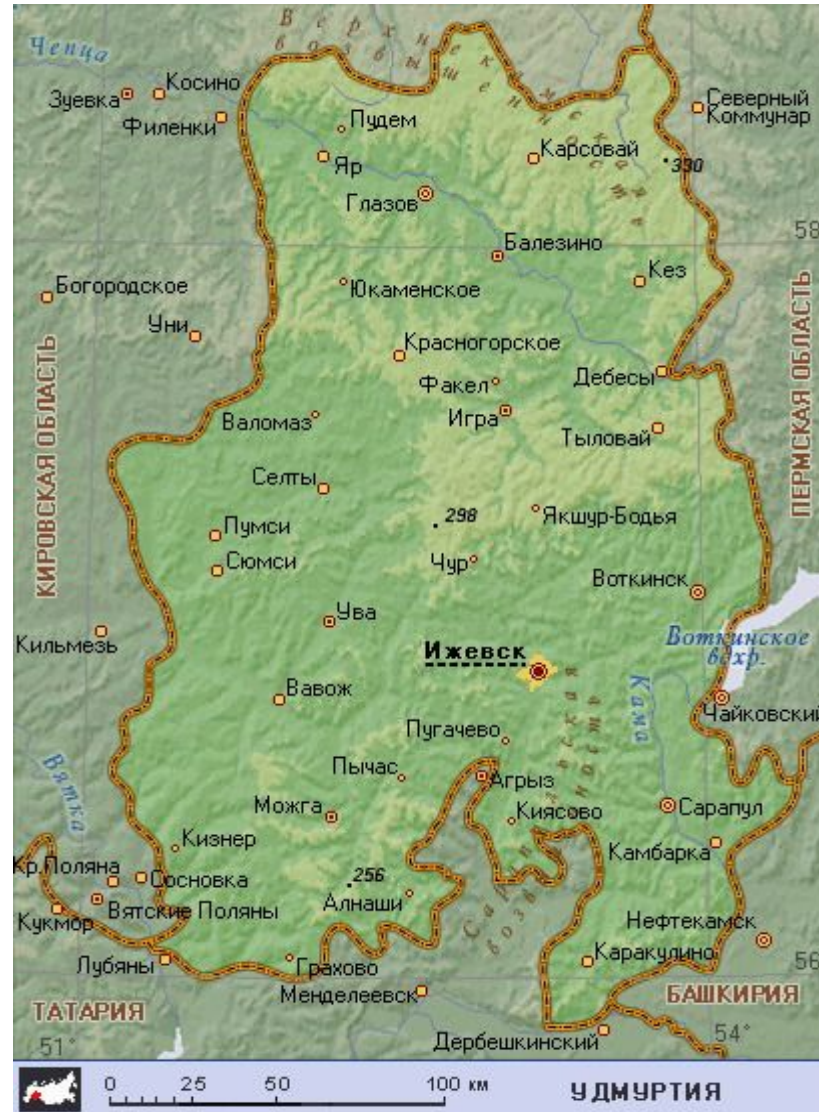 Верхнекамская
возвышенность
Чепца
Косино
Зуевка
Филенки
Северный
Коммунар
Пудем
Карсовай
330
Яр
Глазов
58
Балезино
Кез
Богородское
Юкаменское
Уни
Красногорское
Факел
Дебесы
КИРОВСКАЯ ОБЛАСТЬ
ПЕРМСКАЯ ОБЛАСТЬ
Валомаз
Игра
Тыловай
Селты
298
Якшур-Бодья
Пумси
Сюмси
Чур
Воткинск
Ува
Кильмезь
Ижевск
Воткинское
вдхр.
Вавож
Кама
Чайковский
Пугачево
Вятка
Пычас
Агрыз
Можга
Киясово
Сарапул
Кизнер
Камбарка
Кр.Поляна
Сосновка
256
Кукмор
Вятские Поляны
Алнаши
Нефтекамск
Лубяны
Грахово
Каракулино
56
Менделеевск
ТАТАРИЯ
БАШКИРИЯ
51°
Дербешкинский
54°
0 25 50 100 км
УДМУРТИЯ